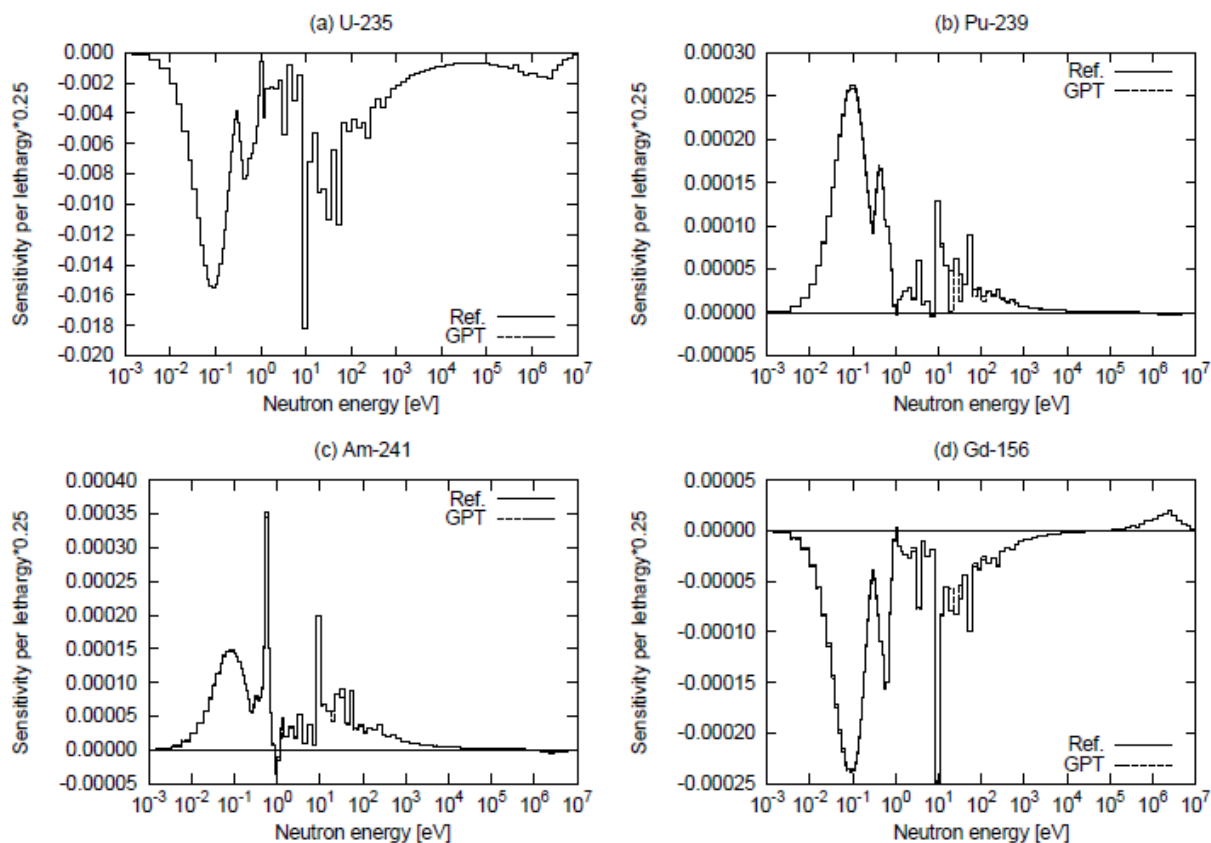 (a) U-235
Sensitivity per lethargy*0.25
0.000
-0.002
-0.004
-0.006
-0.008
-0.010
-0.012
-0.014
-0.016
-0.018
-0.020
Ref.
GPT
10⁻³ 10⁻² 10⁻¹ 10⁰ 10¹ 10² 10³ 10⁴ 10⁵ 10⁶ 10⁷
Neutron energy [eV]
(b) Pu-239
Sensitivity per lethargy*0.25
0.00030
0.00025
0.00020
0.00015
0.00010
0.00005
0.00000
-0.00005
Ref.
GPT
10⁻³ 10⁻² 10⁻¹ 10⁰ 10¹ 10² 10³ 10⁴ 10⁵ 10⁶ 10⁷
Neutron energy [eV]
(c) Am-241
Sensitivity per lethargy*0.25
0.00040
0.00035
0.00030
0.00025
0.00020
0.00015
0.00010
0.00005
0.00000
-0.00005
Ref.
GPT
10⁻³ 10⁻² 10⁻¹ 10⁰ 10¹ 10² 10³ 10⁴ 10⁵ 10⁶ 10⁷
Neutron energy [eV]
(d) Gd-156
Sensitivity per lethargy*0.25
0.00005
0.00000
-0.00005
-0.00010
-0.00015
-0.00020
-0.00025
Ref.
GPT
10⁻³ 10⁻² 10⁻¹ 10⁰ 10¹ 10² 10³ 10⁴ 10⁵ 10⁶ 10⁷
Neutron energy [eV]